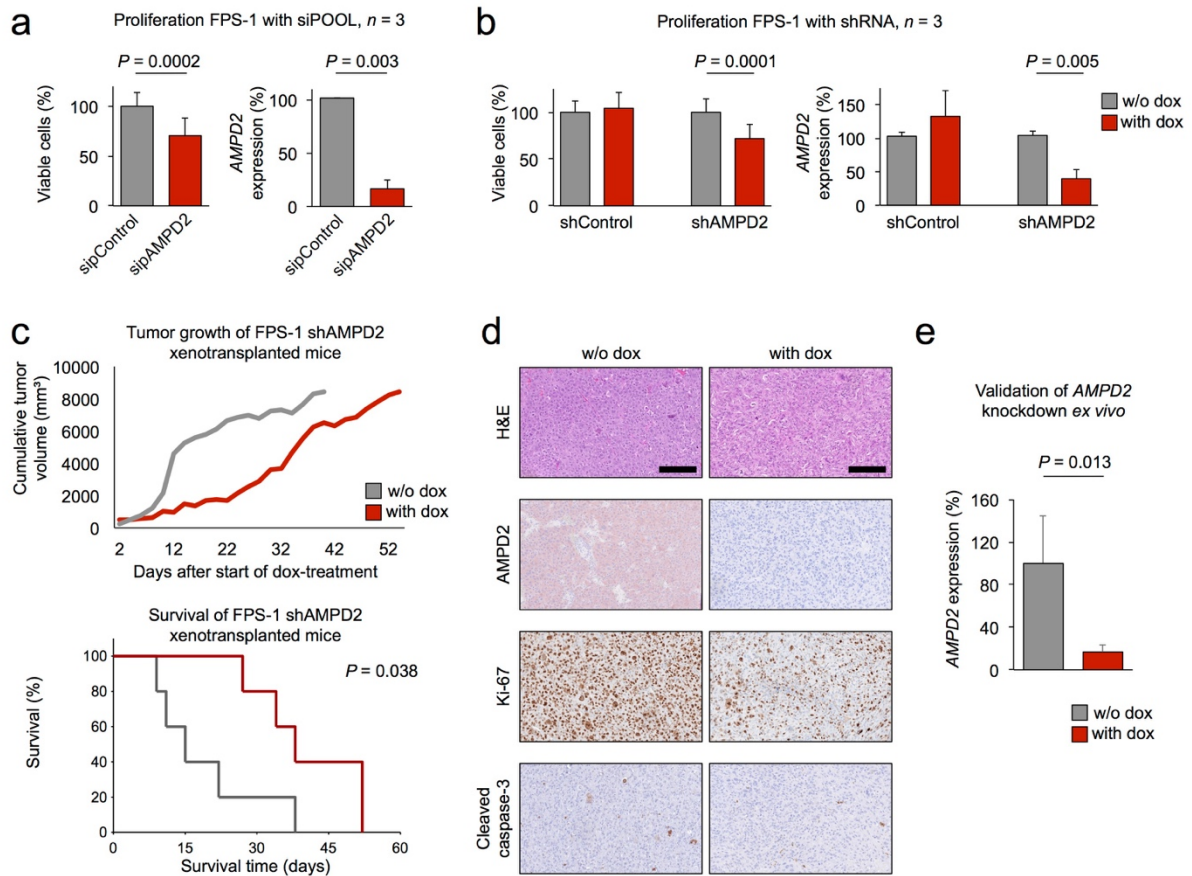 a
Proliferation FPS-1 with siPOOL, n = 3
P = 0.0002
Viable cells (%)
100
50
0
sipControl
sipAMPD2
P = 0.003
AMPD2
expression (%)
100
50
0
sipControl
sipAMPD2
b
Proliferation FPS-1 with shRNA, n = 3
P = 0.0001
Viable cells (%)
150
100
50
0
shControl
shAMPD2
P = 0.005
AMPD2
expression (%)
150
100
50
0
shControl
shAMPD2
w/o dox
with dox
c
Tumor growth of FPS-1 shAMPD2
xenotransplanted mice
Cumulative tumor
volume (mm³)
10000
8000
6000
4000
2000
0
2
12
22
32
42
52
w/o dox
with dox
Days after start of dox-treatment
Survival of FPS-1 shAMPD2
xenotransplanted mice
P = 0.038
Survival (%)
100
80
60
40
20
0
0
15
30
45
60
Survival time (days)
d
w/o dox
with dox
H&E
AMPD2
Ki-67
Cleaved
caspase-3
e
Validation of AMPD2
knockdown ex vivo
P = 0.013
AMPD2 expression (%)
160
120
80
40
0
w/o dox
with dox